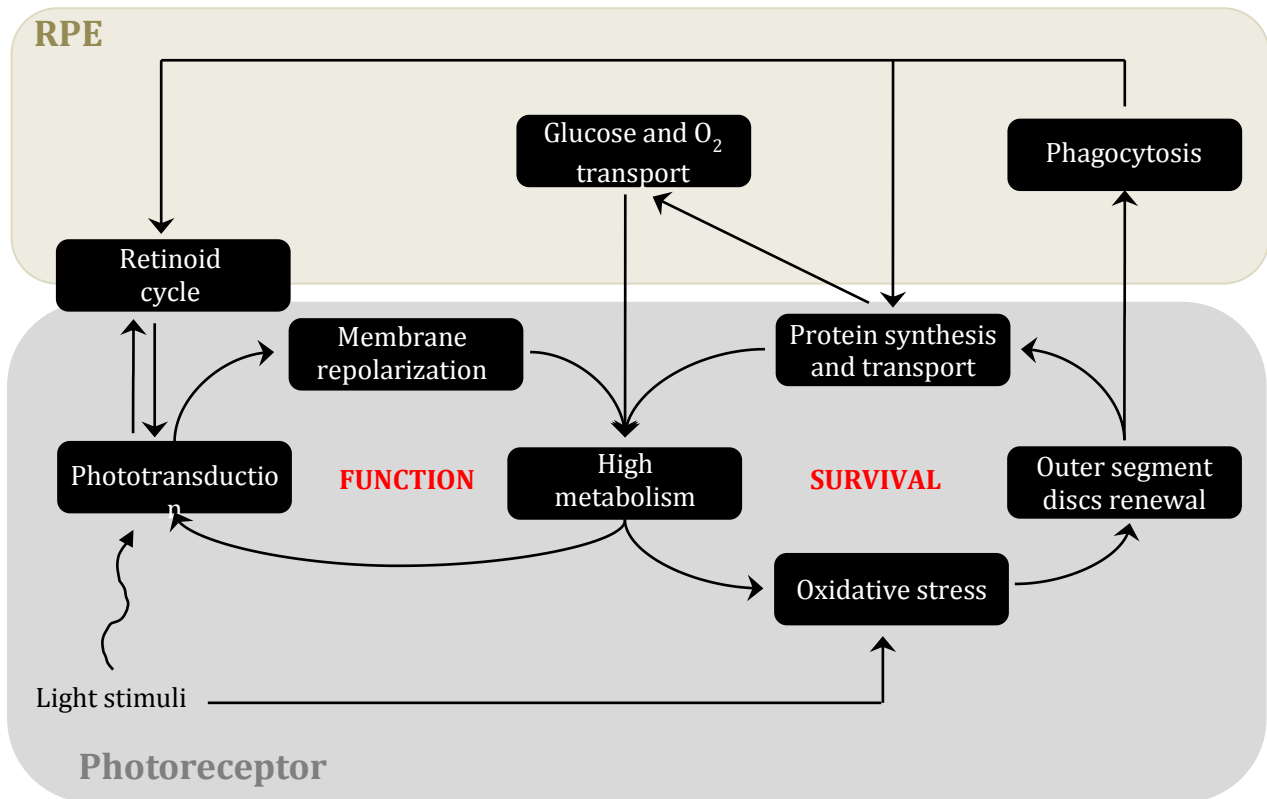 RPE
Glucose and O2
transport
Phagocytosis
Retinoid
cycle
Membrane
repolarization
Protein synthesis
and transport
Phototransductio
n
FUNCTION
High
metabolism
SURVIVAL
Outer segment
discs renewal
Oxidative stress
Light stimuli
Photoreceptor